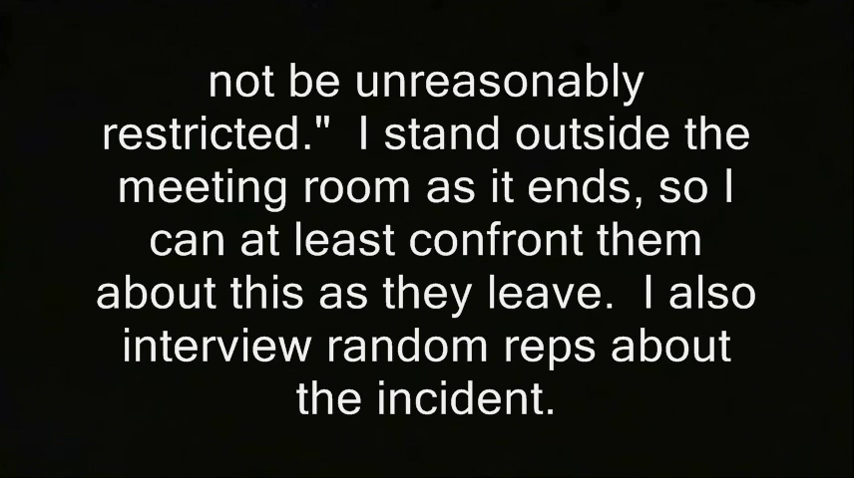 not be unreasonably
restricted."  I stand outside the
meeting room as it ends, so I
can at least confront them
about this as they leave.  I also
interview random reps about
the incident.